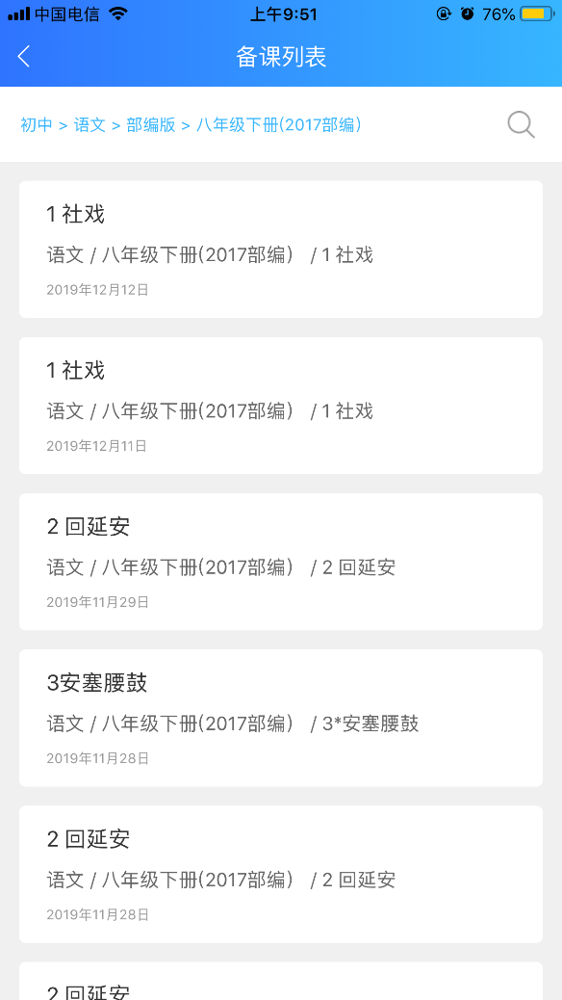 中国电信 上午9:51 76%
备课列表
初中 > 语文 > 部编版 > 八年级下册(2017部编）
1 社戏
语文 / 八年级下册(2017部编） / 1 社戏
2019年12月12日
1 社戏
语文 / 八年级下册(2017部编） / 1 社戏
2019年12月11日
2 回延安
语文 / 八年级下册(2017部编） / 2 回延安
2019年11月29日
3安塞腰鼓
语文 / 八年级下册(2017部编） / 3*安塞腰鼓
2019年11月28日
2 回延安
语文 / 八年级下册(2017部编） / 2 回延安
2019年11月28日
2 回延安